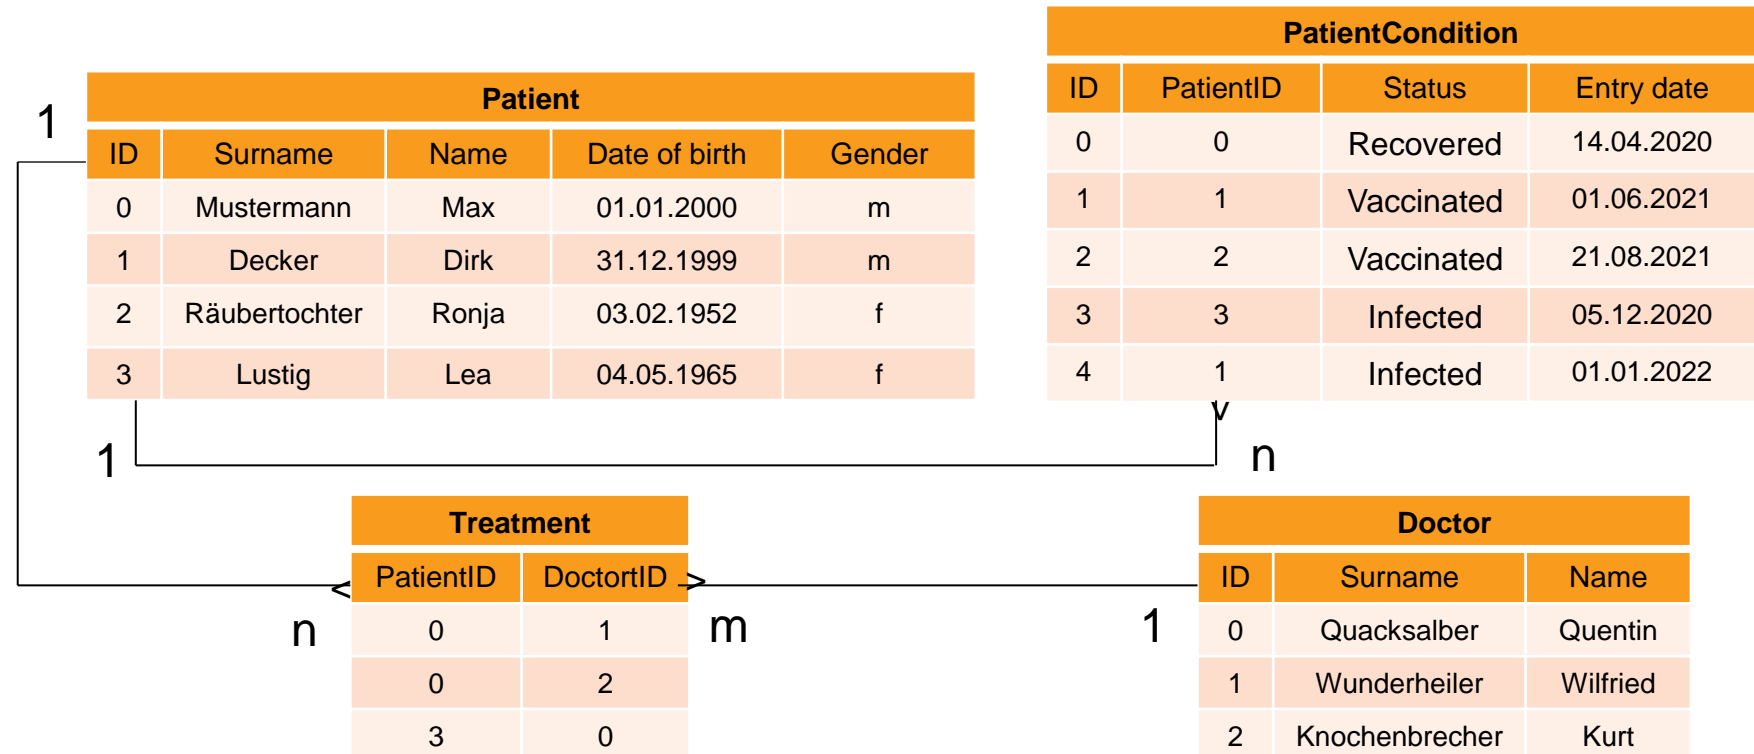 PatientCondition
ID PatientID Status Entry date
0 0 Recovered 14.04.2020
1 1 Vaccinated 01.06.2021
2 2 Vaccinated 21.08.2021
3 3 Infected 05.12.2020
4 1 Infected 01.01.2022
n
1
Patient
ID Surname Name Date of birth Gender
0 Mustermann Max 01.01.2000 m
1 Decker Dirk 31.12.1999 m
2 Räubertochter Ronja 03.02.1952 f
3 Lustig Lea 04.05.1965 f
1
Treatment
PatientID DoctortID
0 1
0 2
3 0
n
m
1
Doctor
ID Surname Name
0 Quacksalber Quentin
1 Wunderheiler Wilfried
2 Knochenbrecher Kurt